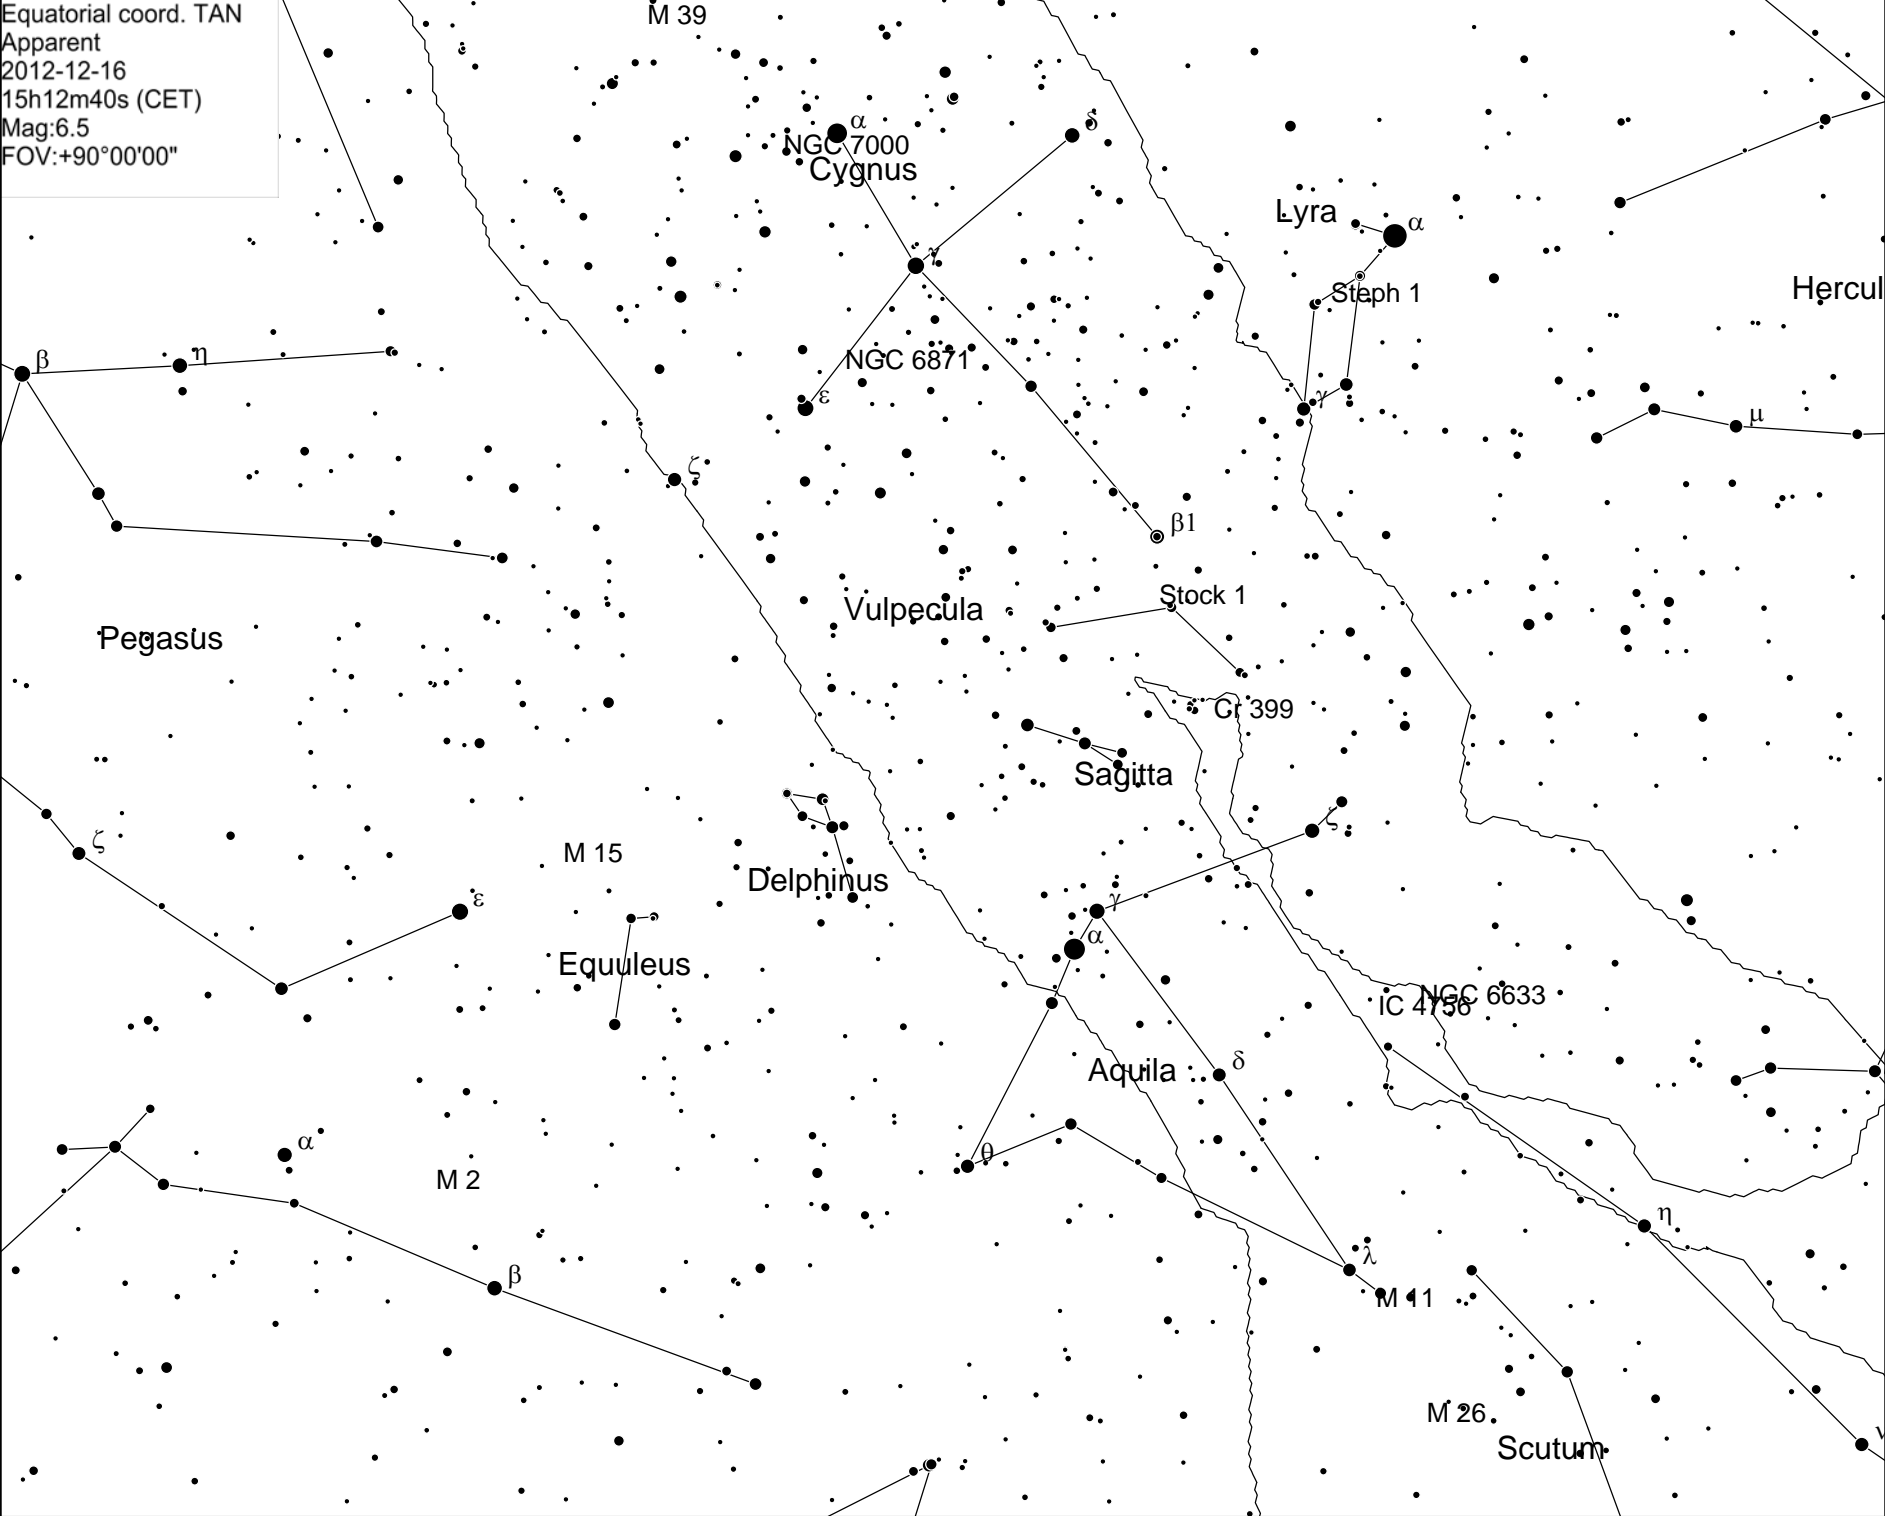 Equatorial coord. TAN
Apparent
2012-12-16
15h12m40s (CET)
Mag:6.5
FOV:+90°00'00"
M 39
α
δ
NGC 7000
Cygnus
Lyra
α
γ
Steph 1
Hercul
β
η
NGC 6871
ε
γ
μ
ζ
β1
Stock 1
Vulpecula
Pegasus
Cr 399
Sagitta
ζ
ζ
M 15
Delphinus
ε
γ
α
Equuleus
NGC 6633
IC 4756
Aquila
δ
α
θ
M 2
η
λ
β
M 11
M 26
ν
Scutum